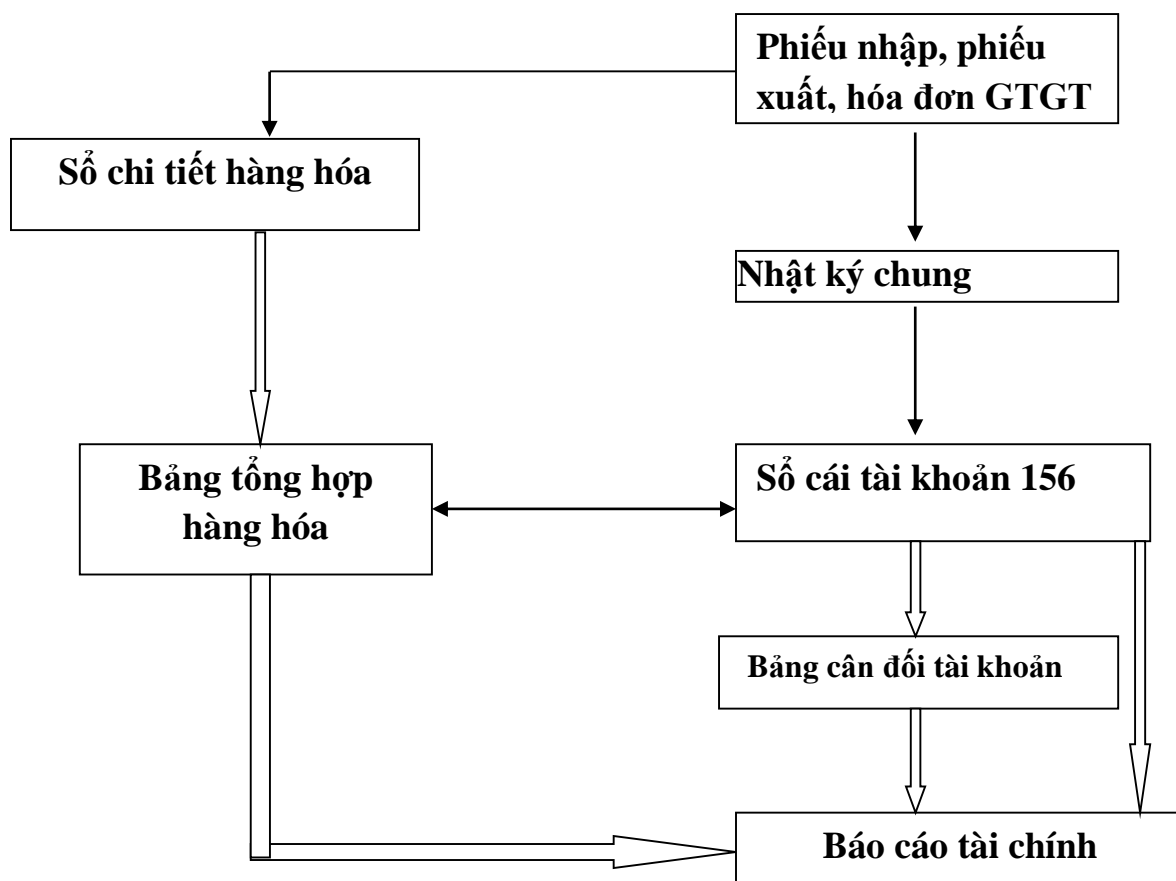 Phiếu nhập, phiếu
xuất, hóa đơn GTGT
Sổ chi tiết hàng hóa
Nhật ký chung
Bảng tổng hợp
hàng hóa
Sổ cái tài khoản 156
Bảng cân đối tài khoản
Báo cáo tài chính